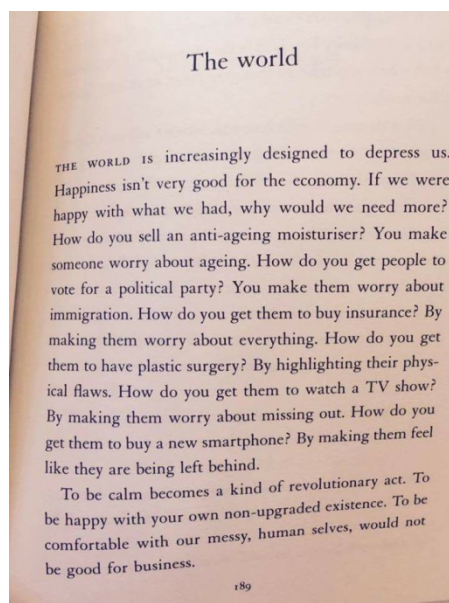 The world
THE WORLD IS increasingly designed to depress us.
Happiness isn't very good for the economy. If we were
happy with what we had, why would we need more?
How do you sell an anti-ageing moisturiser? You make
someone worry about ageing. How do you get people to
vote for a political party? You make them worry about
immigration. How do you get them to buy insurance? By
making them worry about everything. How do you get
them to have plastic surgery? By highlighting their phys-
ical flaws. How do you get them to watch a TV show?
By making them worry about missing out. How do you
get them to buy a new smartphone? By making them feel
like they are being left behind.
To be calm becomes a kind of revolutionary act. To
be happy with your own non-upgraded existence. To be
comfortable with our messy, human selves, would not
be good for business.
189